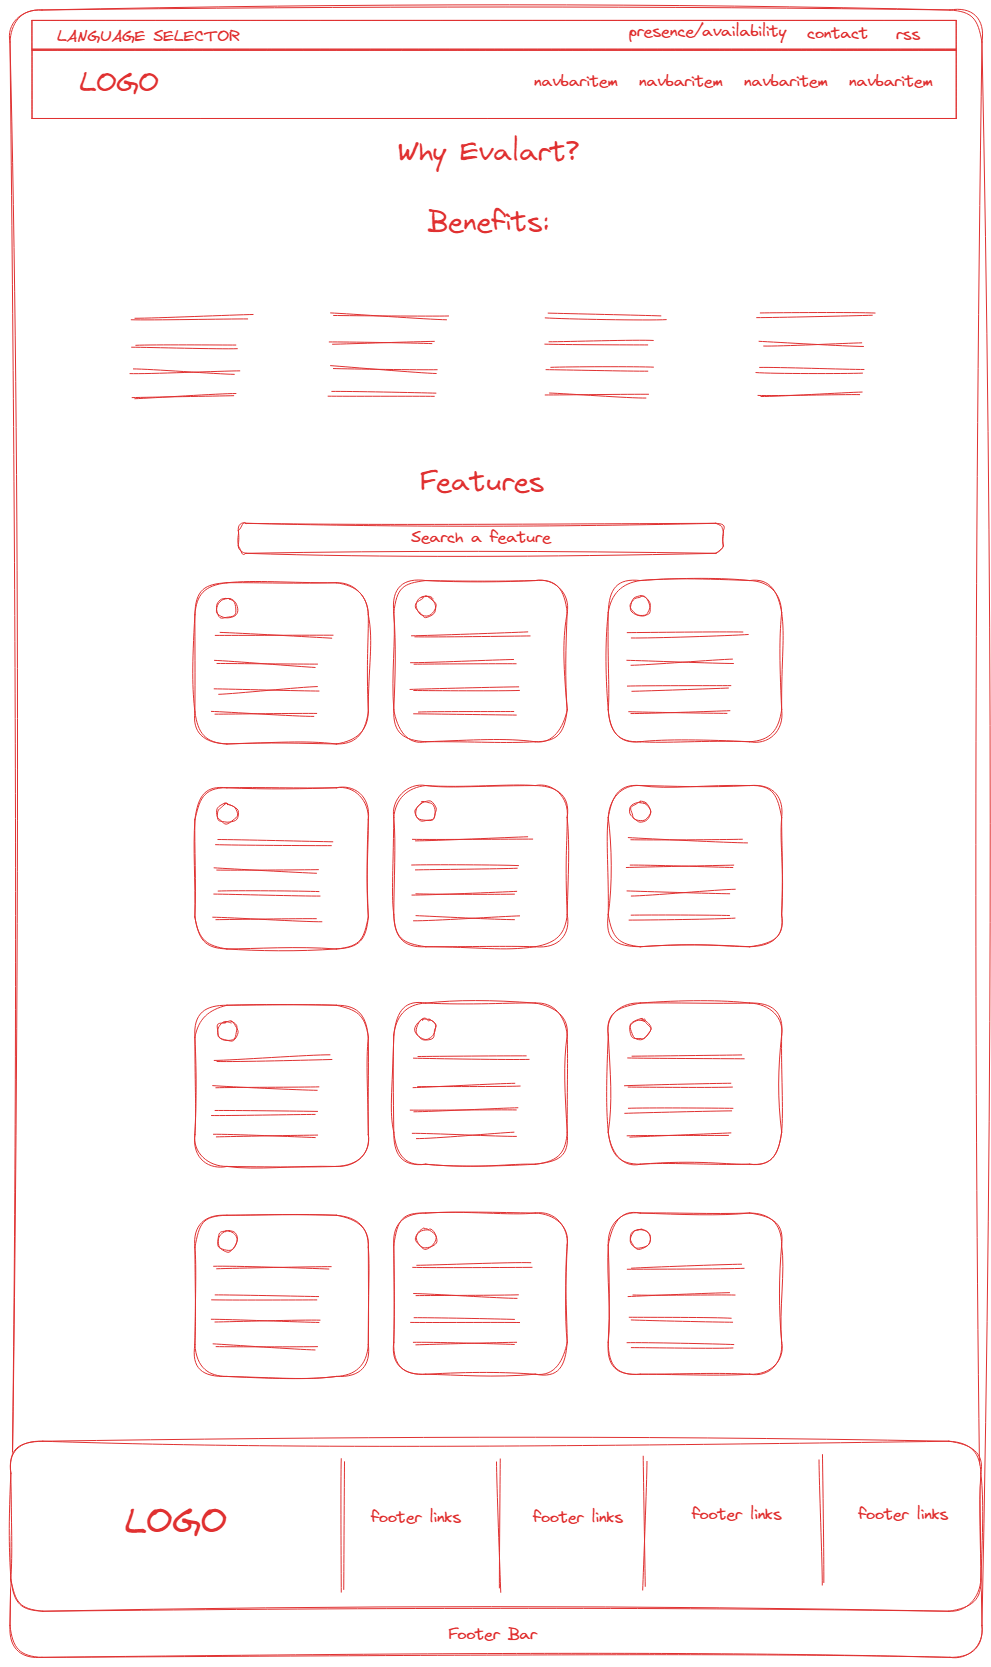 LANGUAGE SELECTOR presence/availability contact rss
LOGO navbaritem navbaritem navbaritem navbaritem
Why Evalart?
Benefits:
Features
Search a feature
LOGO footer links footer links footer links footer links
Footer Bar